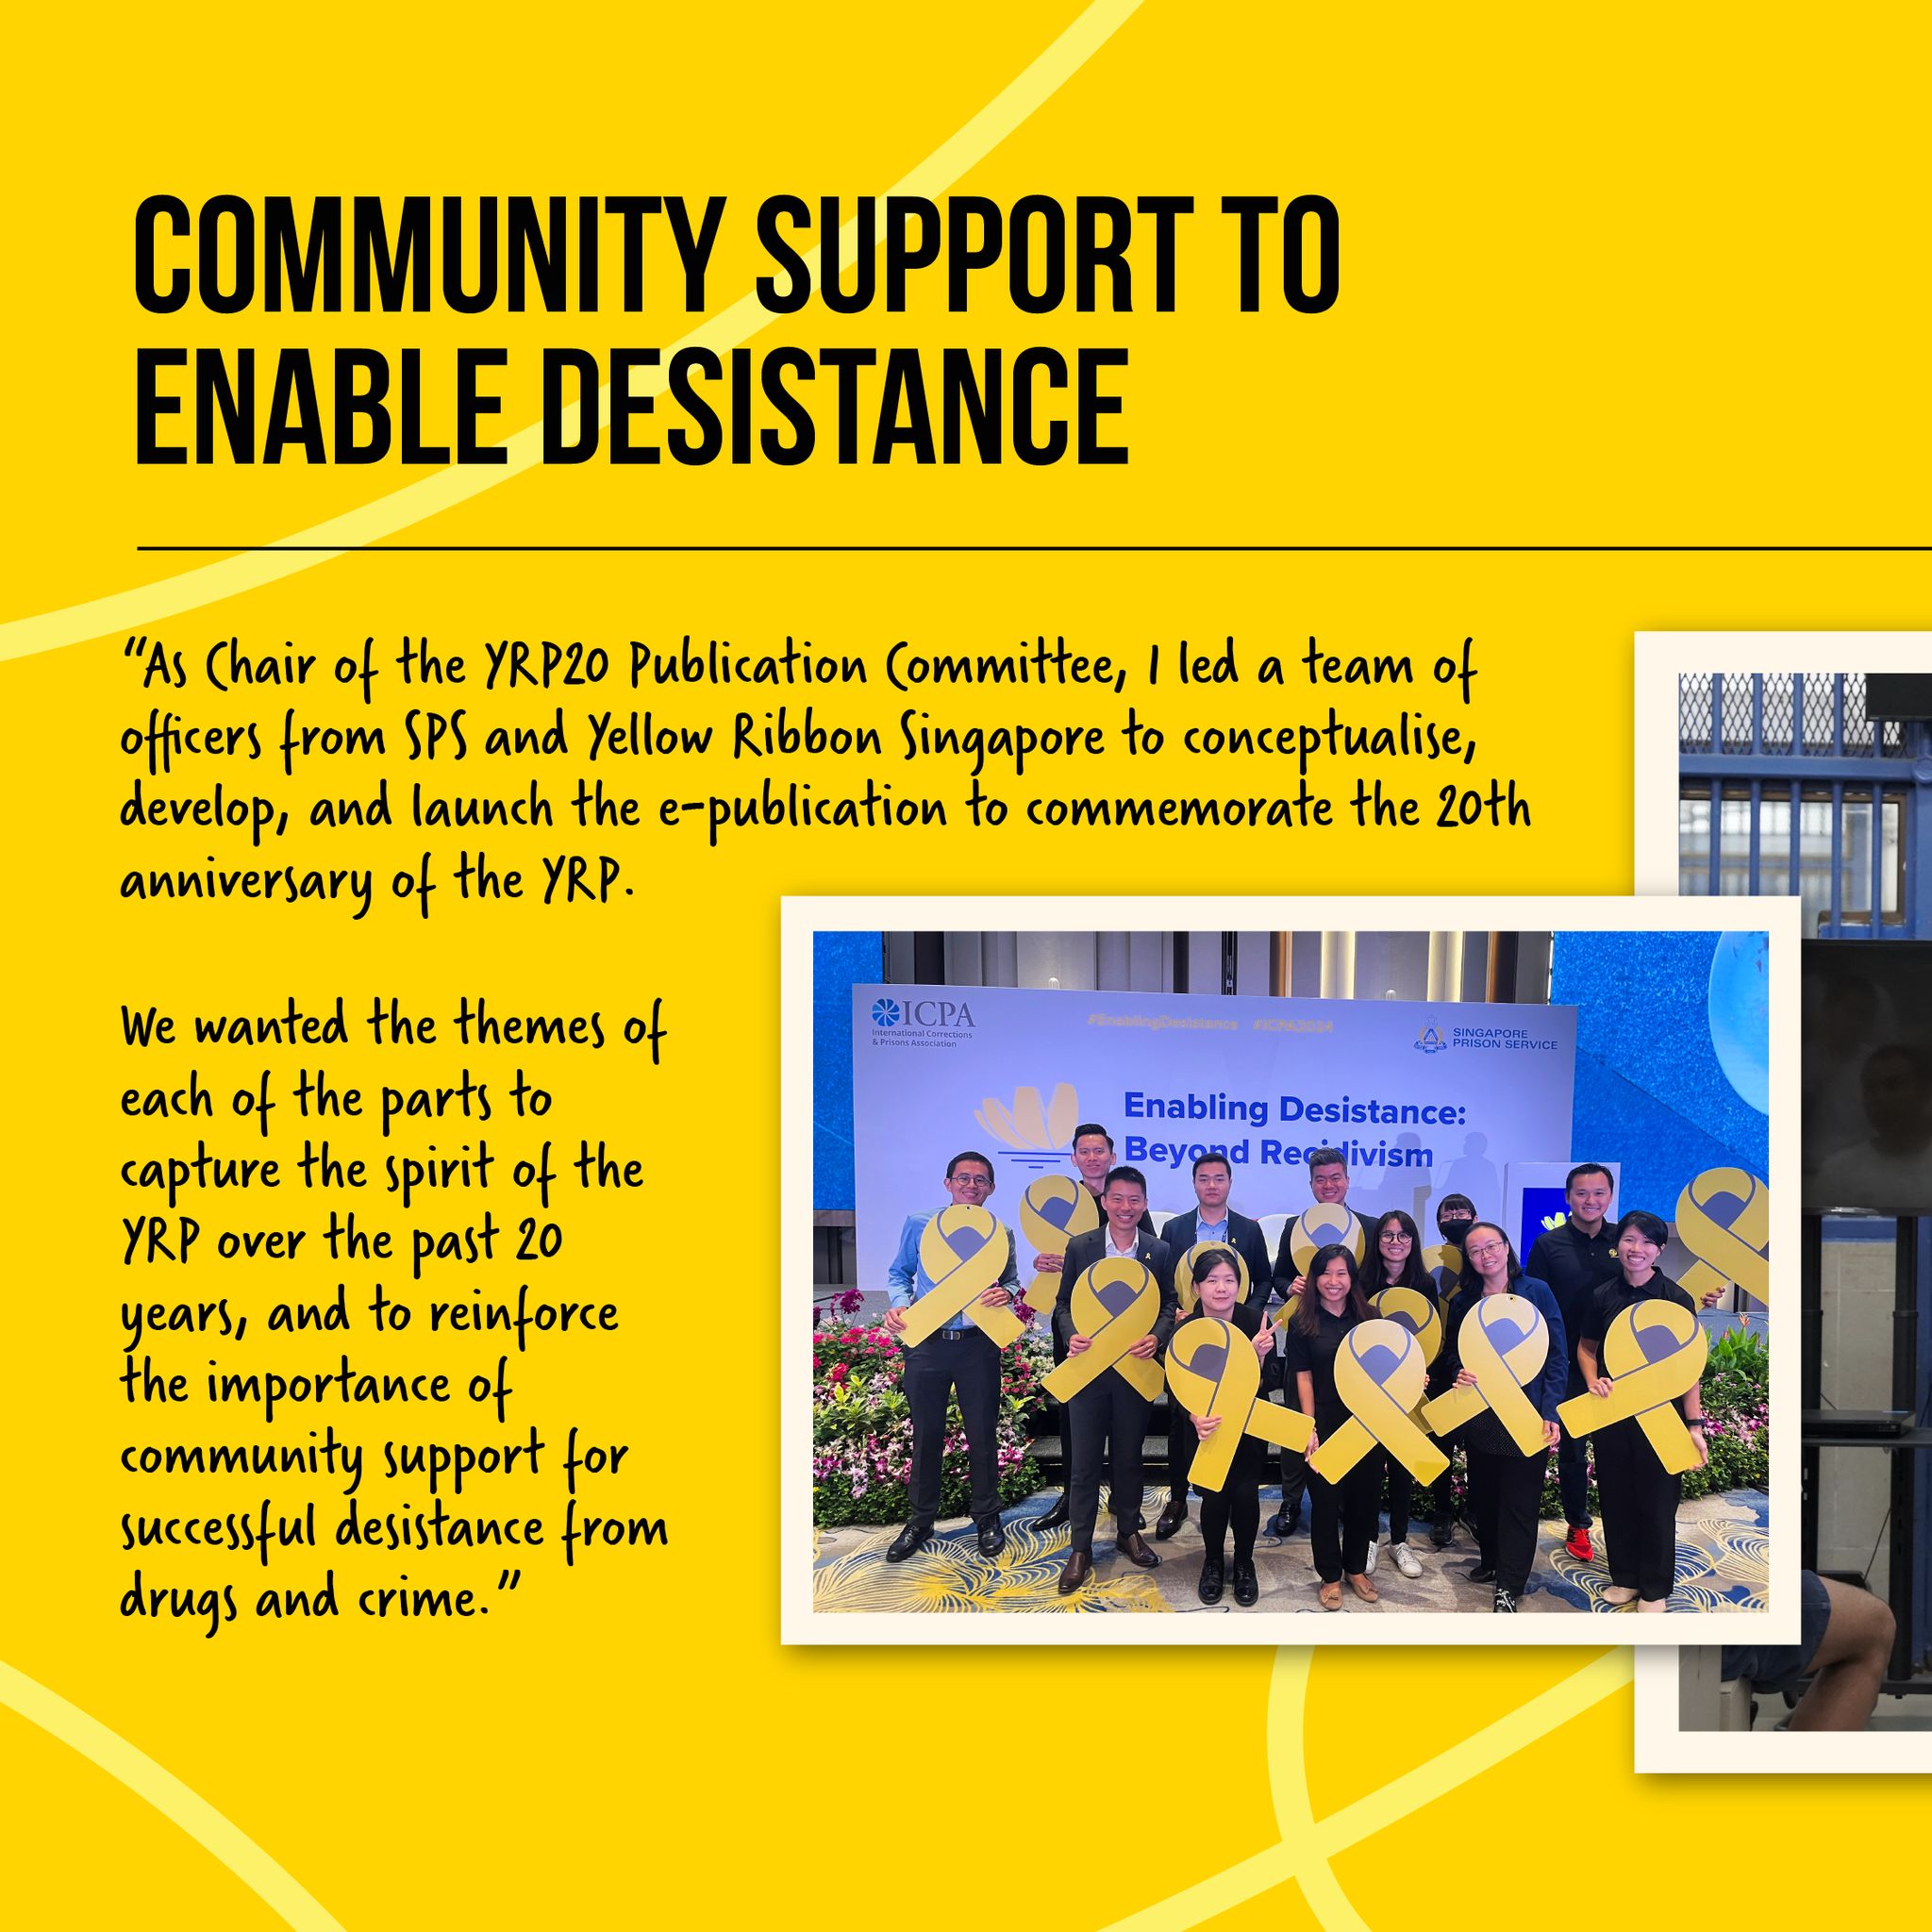 COMMUNITY SUPPORT TO
ENABLE DESISTANCE
“As Chair of the YRP20 Publication Committee, I led a team of
officers from SPS and Yellow Ribbon Singapore to conceptualise,
develop, and launch the e-publication to commemorate the 20th
anniversary of the YRP.
We wanted the themes of
each of the parts to
capture the spirit of the
YRP over the past 20
years, and to reinforce
the importance of
community support for
successful desistance from
drugs and crime.”
ICPA
International Corrections
& Prisons Association
#EnablingDesistance #ICPA2024
SINGAPORE
PRISON SERVICE
Enabling Desistance:
Beyond Recidivism